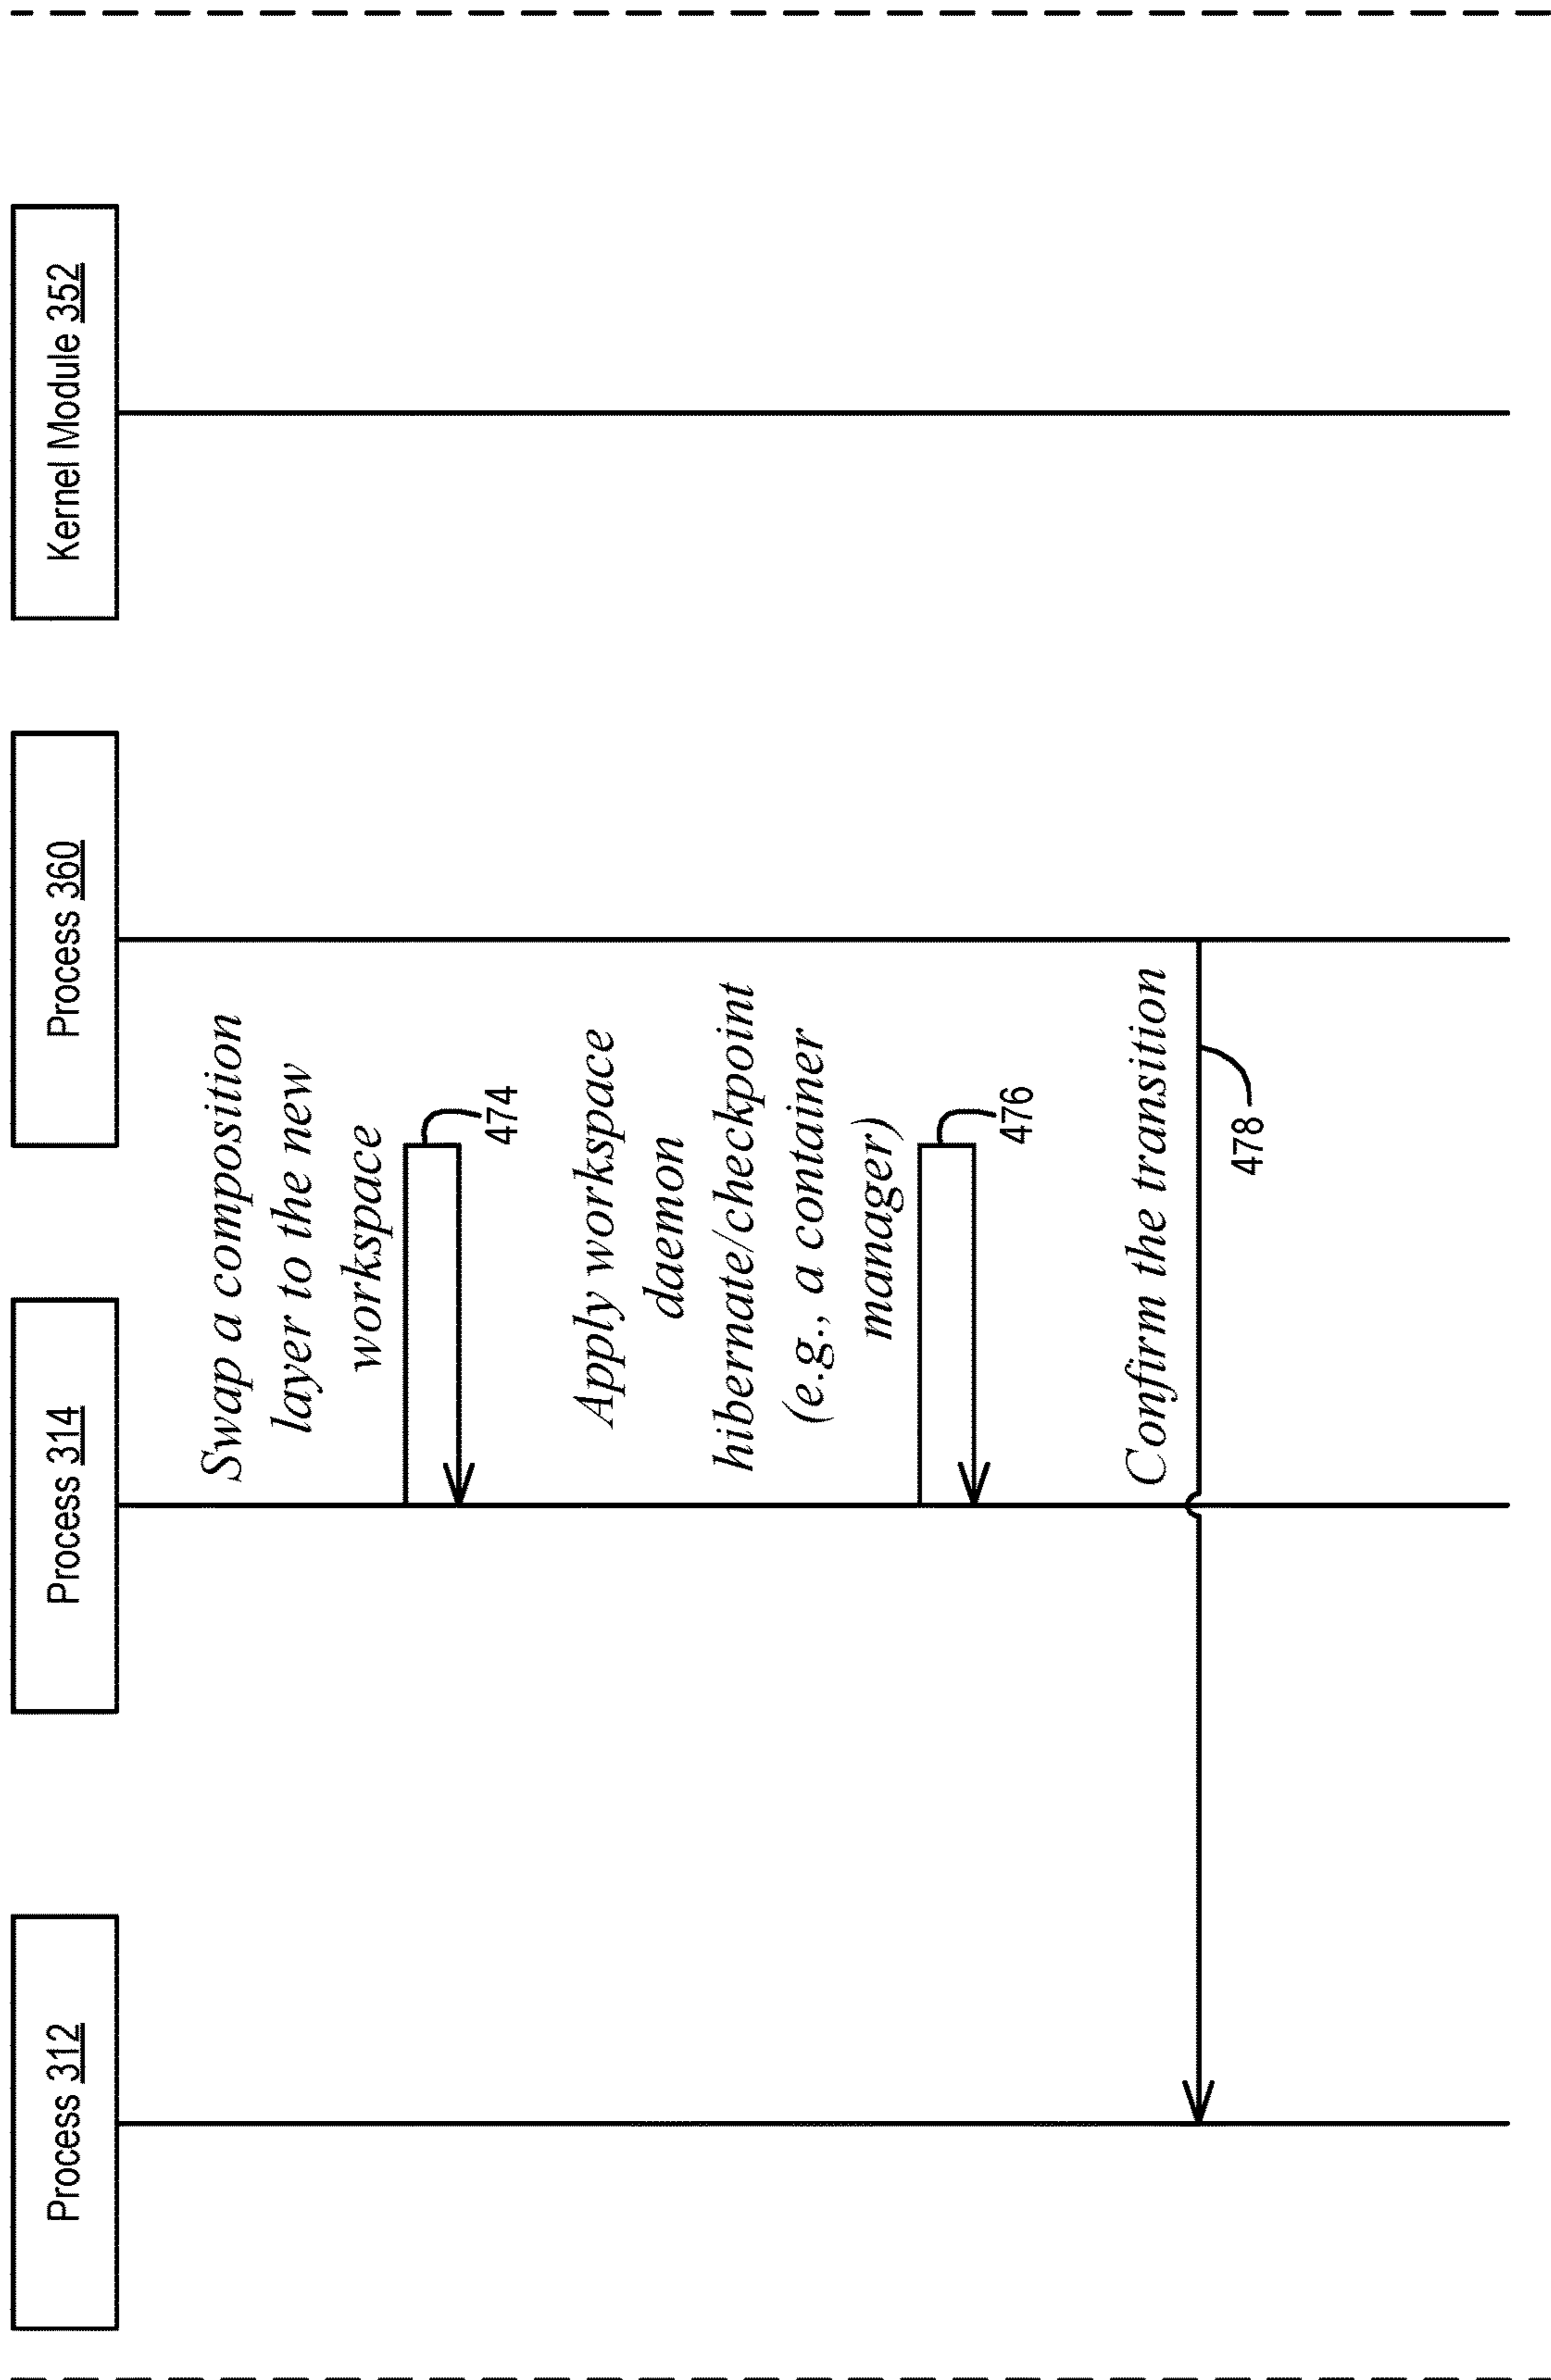 Process 312
Process 314
Process 360
Kernel Module 352
Swap a composition
layer to the new
workspace
474
Apply workspace
daemon
hibernate/checkpoint
(e.g., a container
manager)
476
Confirm the transition
478